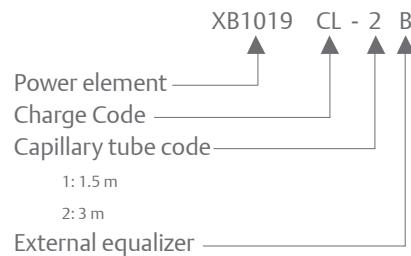 XB1019 CL - 2 B
Power element
Charge Code
Capillary tube code
1: 1.5 m
2: 3 m
External equalizer